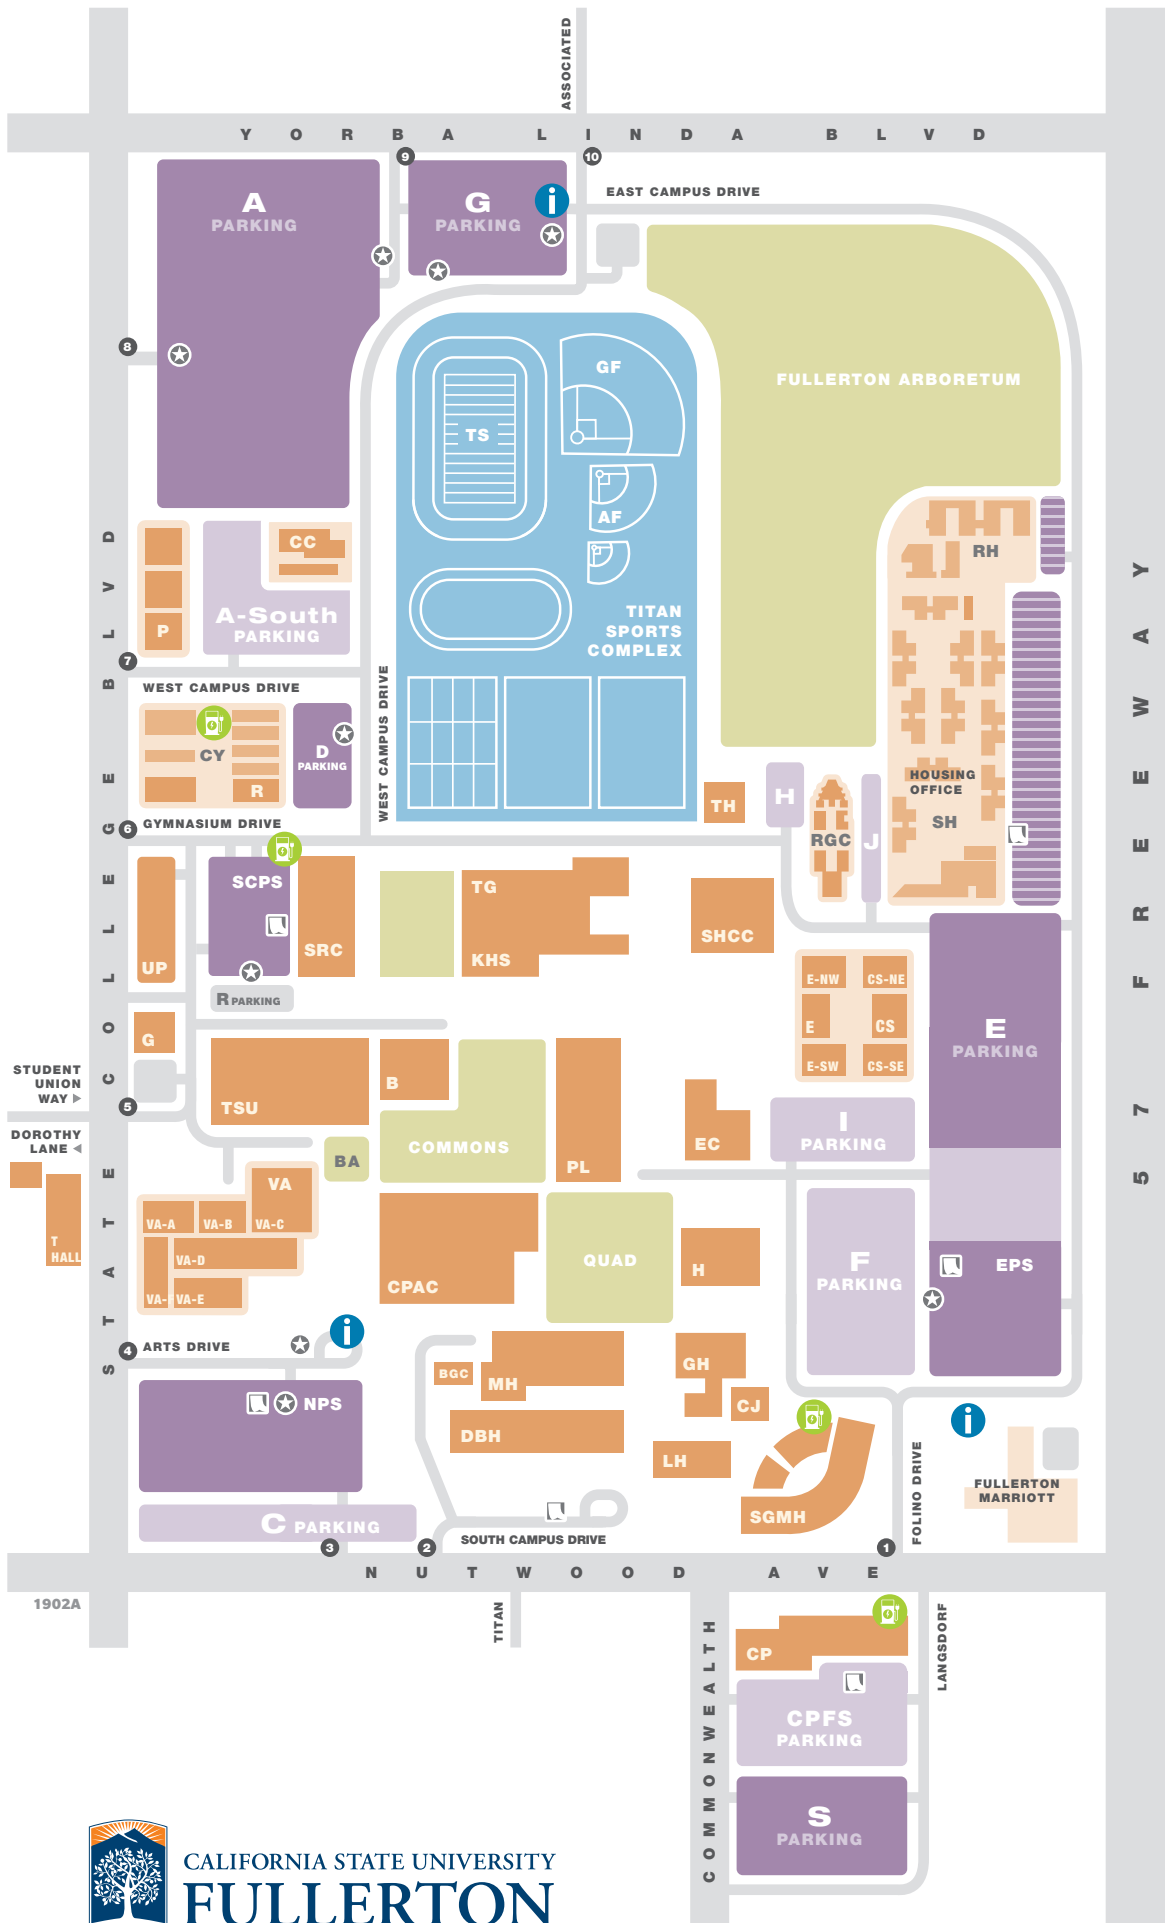 ASSOCIATED
YORBA LINDA BLVD
9
10
A
PARKING
G
PARKING
i
EAST CAMPUS DRIVE
8
GF
TS
AF
FULLERTON ARBORETUM
TITAN
SPORTS
COMPLEX
RH
CC
A-South
PARKING
P
7
WEST CAMPUS DRIVE
CY
R
D
PARKING
WEST CAMPUS DRIVE
TH
H
RGC
J
HOUSING
OFFICE
SH
6
GYMNASIUM DRIVE
STATE COLLEGE BLVD
57 FREEWAY
SCPS
SRC
UP
TG
KHS
SHCC
R PARKING
E-NW
CS-NE
E
CS
E-SW
CS-SE
E
PARKING
G
STUDENT
UNION
WAY
5
TSU
B
COMMONS
PL
EC
I
PARKING
DOROTHY
LANE
T
HALL
BA
VA
VA-A
VA-B
VA-C
VA-D
VA-
VA-E
CPAC
QUAD
H
F
PARKING
EPS
4
ARTS DRIVE
i
NPS
BGC
MH
DBH
GH
CJ
LH
SGMH
i
FOLINO DRIVE
FULLERTON
MARRIOTT
C PARKING
SOUTH CAMPUS DRIVE
3
2
1
NUTWOOD AVE
1902A
TITAN
COMMONWEALTH
LANGSDORF
CP
CPFS
PARKING
S
PARKING
CALIFORNIA STATE UNIVERSITY
FULLERTON